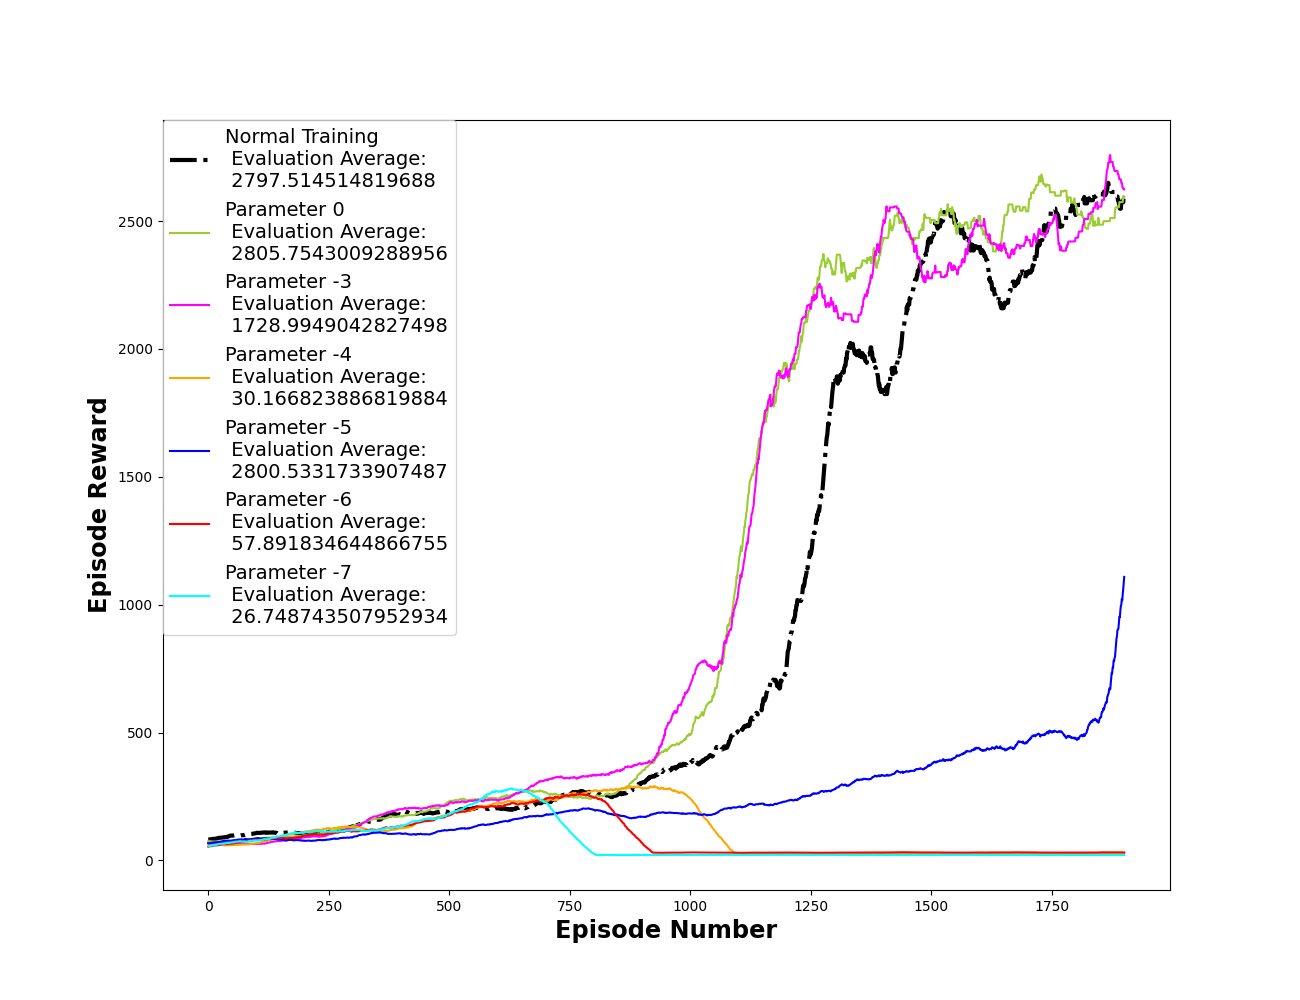 Normal Training
Evaluation Average:
2797.514514819688
Parameter 0
Evaluation Average:
2805.7543009288956
Parameter -3
Evaluation Average:
1728.9949042827498
Parameter -4
Evaluation Average:
30.166823886819884
Parameter -5
Evaluation Average:
2800.5331733907487
Parameter -6
Evaluation Average:
57.891834644866755
Parameter -7
Evaluation Average:
26.748743507952934
Episode Reward
2500
2000
1500
1000
500
0
0 250 500 750 1000 1250 1500 1750
Episode Number